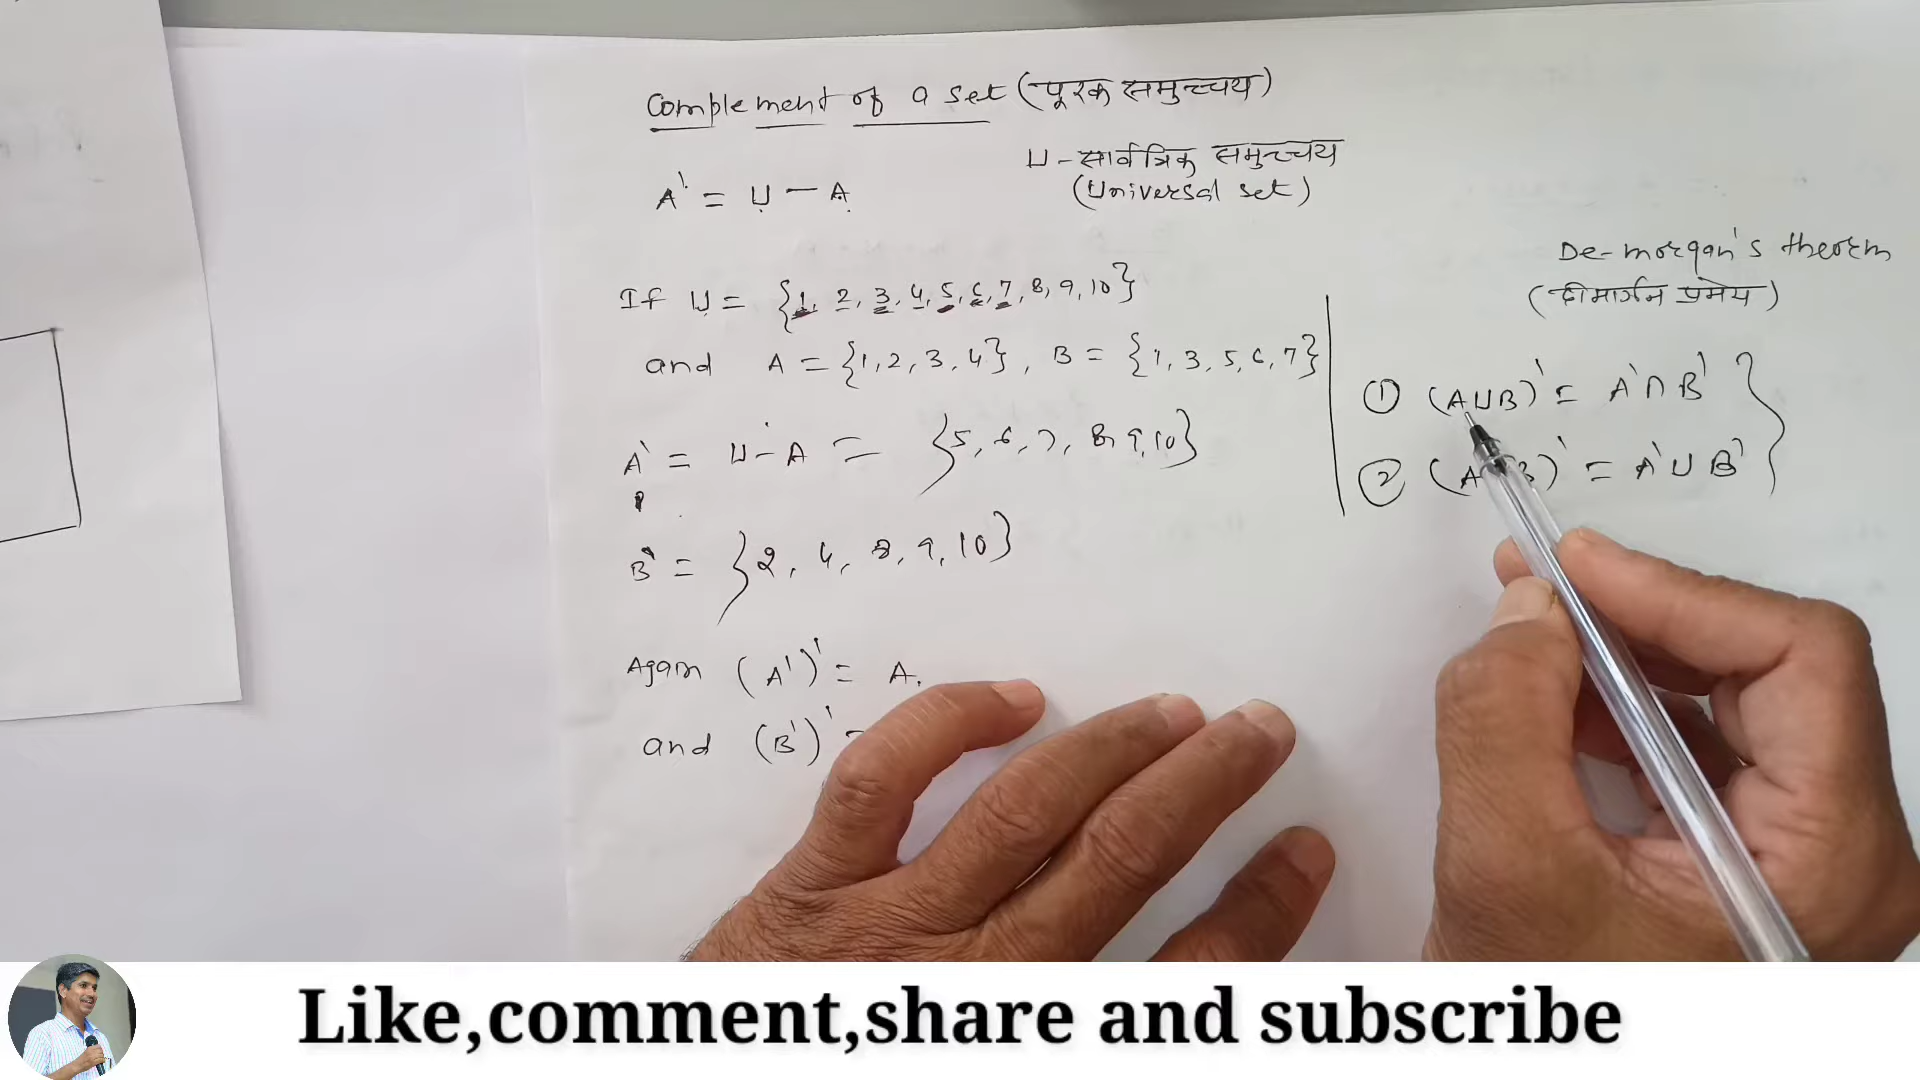 Complement of a set (पूरक समुच्चय)
U - सार्वत्रिक समुच्चय
(Universal set)
A' = U - A
De-morgan's theorm
(दीमार्गन प्रमेय)
If U = {1, 2, 3, 4, 5, 6, 7, 8, 9, 10}
and A = {1, 2, 3, 4}, B = {1, 3, 5, 6, 7}
① (A∪B)' = A' ∩ B'
② (A B)' = A' ∪ B'
A' = U - A = {5, 6, 7, 8, 9, 10}
B' = {2, 4, 8, 9, 10}
Again (A')' = A.
and (B')' =
Like,comment,share and subscribe